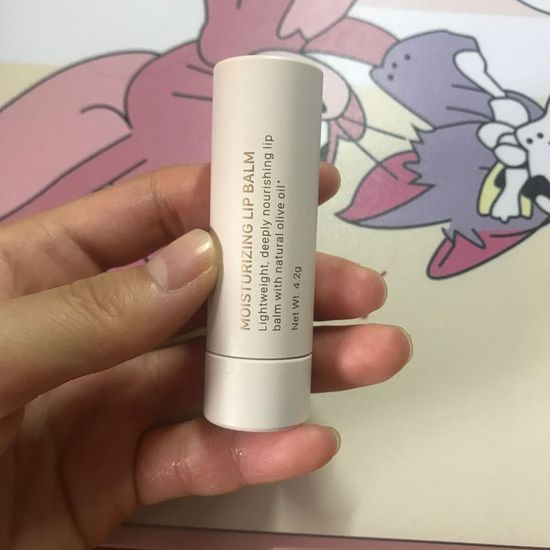 MOISTURIZING LIP BALM
Lightweight, deeply nourishing lip
balm with natural olive oil*
Net Wt. 4.2g